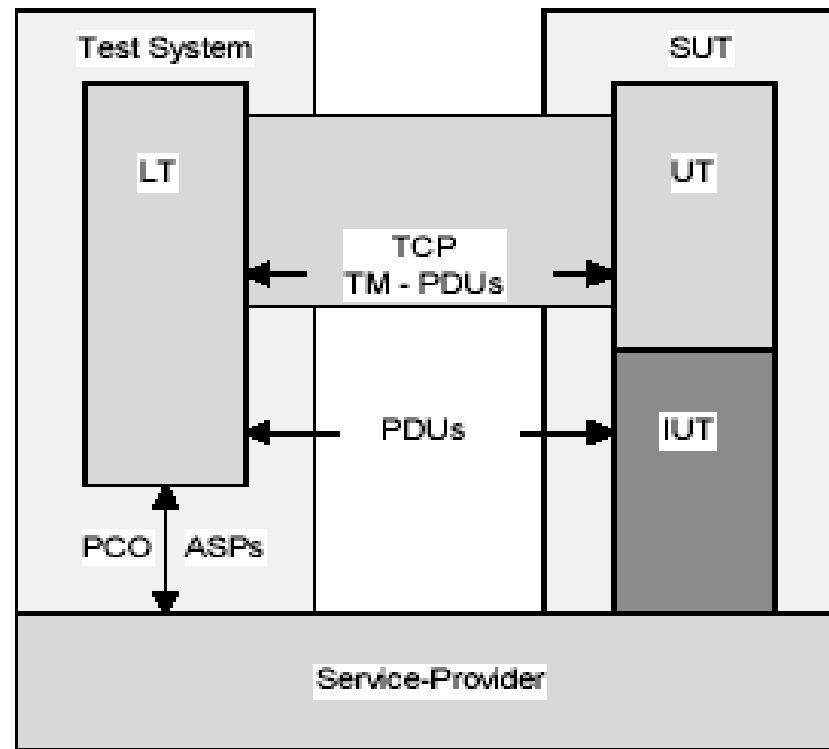 Test System
SUT
LT
UT
TCP
TM - PDUs
PDUs
IUT
PCO
ASPs
Service-Provider